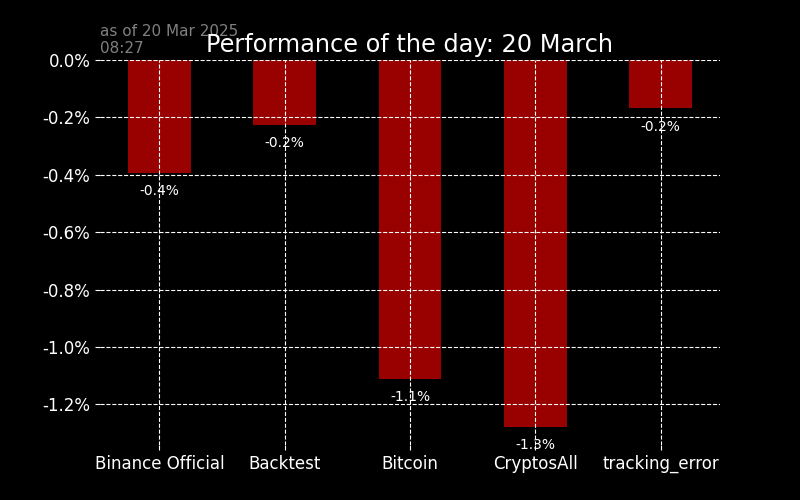 as of 20 Mar 2025
08:27
Performance of the day: 20 March
0.0%
-0.2%
-0.4%
-0.6%
-0.8%
-1.0%
-1.2%
-0.4%
-0.2%
-1.1%
-1.3%
-0.2%
Binance Official
Backtest
Bitcoin
CryptosAll
tracking_error